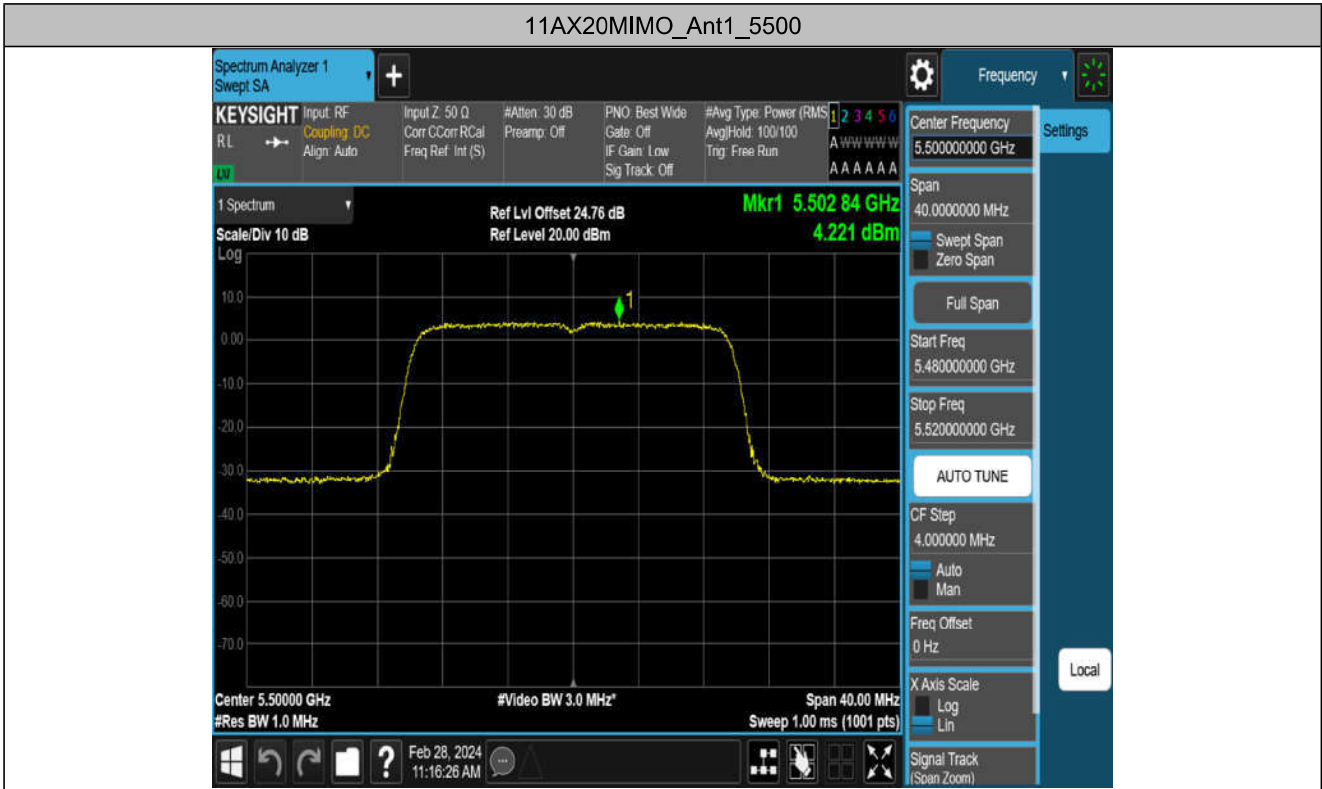 11AX20MIMO_Ant1_5500
Spectrum Analyzer 1
Swept SA
+
Frequency
KEYSIGHT
RL
LXI
Input: RF
Coupling: DC
Align: Auto
Input Z: 50 Ω
Corr CCorr RCal
Freq Ref: Int (S)
#Atten: 30 dB
Preamp: Off
PNO: Best Wide
Gate: Off
IF Gain: Low
Sig Track: Off
#Avg Type: Power (RMS
Avg|Hold: 100/100
Trig: Free Run
1 2 3 4 5 6
A W W W W W
A A A A A A
1 Spectrum
Scale/Div 10 dB
Log
Ref Lvl Offset 24.76 dB
Ref Level 20.00 dBm
Mkr1 5.502 84 GHz
4.221 dBm
1
10.0
0.00
-10.0
-20.0
-30.0
-40.0
-50.0
-60.0
-70.0
Center 5.50000 GHz
#Video BW 3.0 MHz*
Span 40.00 MHz
#Res BW 1.0 MHz
Sweep 1.00 ms (1001 pts)
?
Feb 28, 2024
11:16:26 AM
Center Frequency
5.500000000 GHz
Settings
Span
40.0000000 MHz
Swept Span
Zero Span
Full Span
Start Freq
5.480000000 GHz
Stop Freq
5.520000000 GHz
AUTO TUNE
CF Step
4.000000 MHz
Auto
Man
Freq Offset
0 Hz
Local
X Axis Scale
Log
Lin
Signal Track
(Span Zoom)